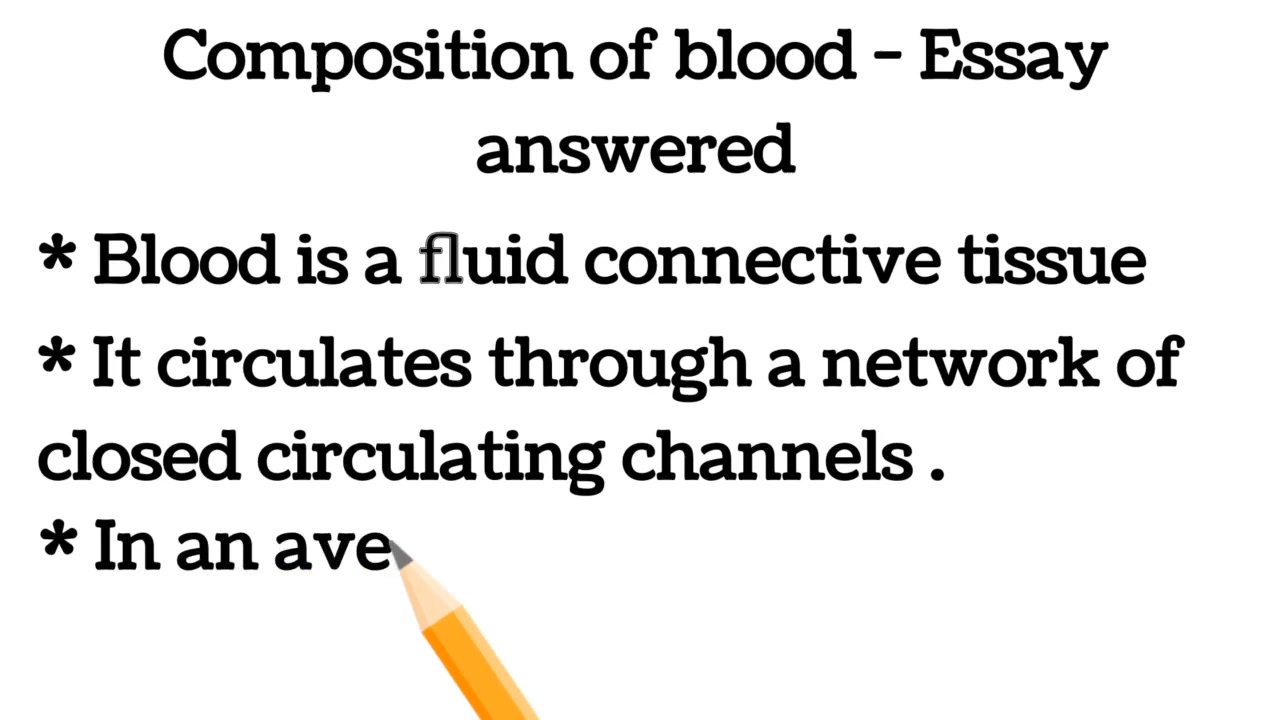 Composition of blood - Essay
answered
* Blood is a fluid connective tissue
* It circulates through a network of
closed circulating channels .
* In an ave